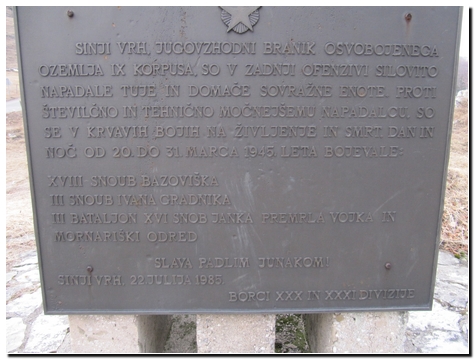 SINJI VRH, JUGOVZHODNI BRANIK OSVOBOJENEGA
OZEMLJA IX KORPUSA, SO V ZADNJI OFENZIVI SILOVITO
NAPADALE TUJE IN DOMAČE SOVRAŽNE ENOTE. PROTI
ŠTEVILČNO IN TEHNIČNO MOČNEJŠEMU NAPADALCU, SO
SE V KRVAVIH BOJIH NA ŽIVLJENJE IN SMRT, DAN IN
NOČ OD 20. DO 31. MARCA 1945. LETA BOJEVALE:
XVIII SNOUB BAZOVIŠKA
III SNOUB IVANA GRADNIKA
III BATALJON XVI SNOB JANKA PREMRLA VOJKA IN
MORNARIŠKI ODRED
SLAVA PADLIM JUNAKOM!
SINJI VRH, 22. JULIJA 1985.
BORCI XXX IN XXXI DIVIZIJE